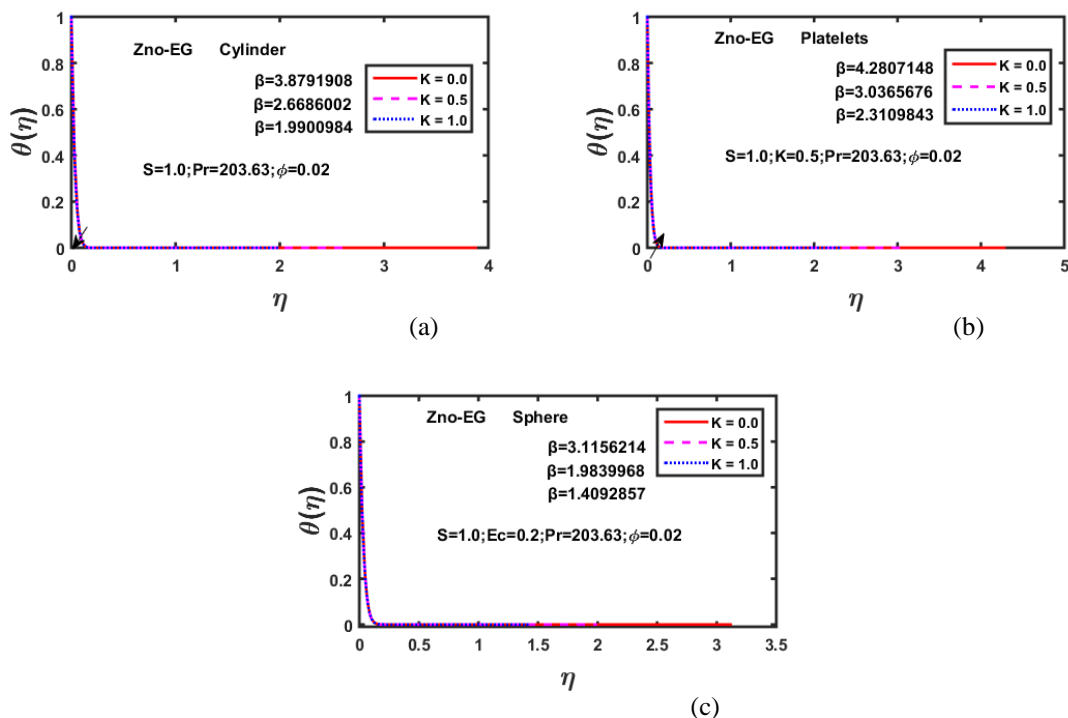 1
0.8
0.6
0.4
0.2
0
θ(η)
Zno-EG Cylinder
β=3.8791908
β=2.6686002
β=1.9900984
K = 0.0
K = 0.5
K = 1.0
S=1.0;Pr=203.63;ϕ=0.02
0 1 2 3 4
η
(a)
1
0.8
0.6
0.4
0.2
0
θ(η)
Zno-EG Platelets
β=4.2807148
β=3.0365676
β=2.3109843
K = 0.0
K = 0.5
K = 1.0
S=1.0;K=0.5;Pr=203.63;ϕ=0.02
0 1 2 3 4 5
η
(b)
1
0.8
0.6
0.4
0.2
0
θ(η)
Zno-EG Sphere
β=3.1156214
β=1.9839968
β=1.4092857
K = 0.0
K = 0.5
K = 1.0
S=1.0;Ec=0.2;Pr=203.63;ϕ=0.02
0 0.5 1 1.5 2 2.5 3 3.5
η
(c)